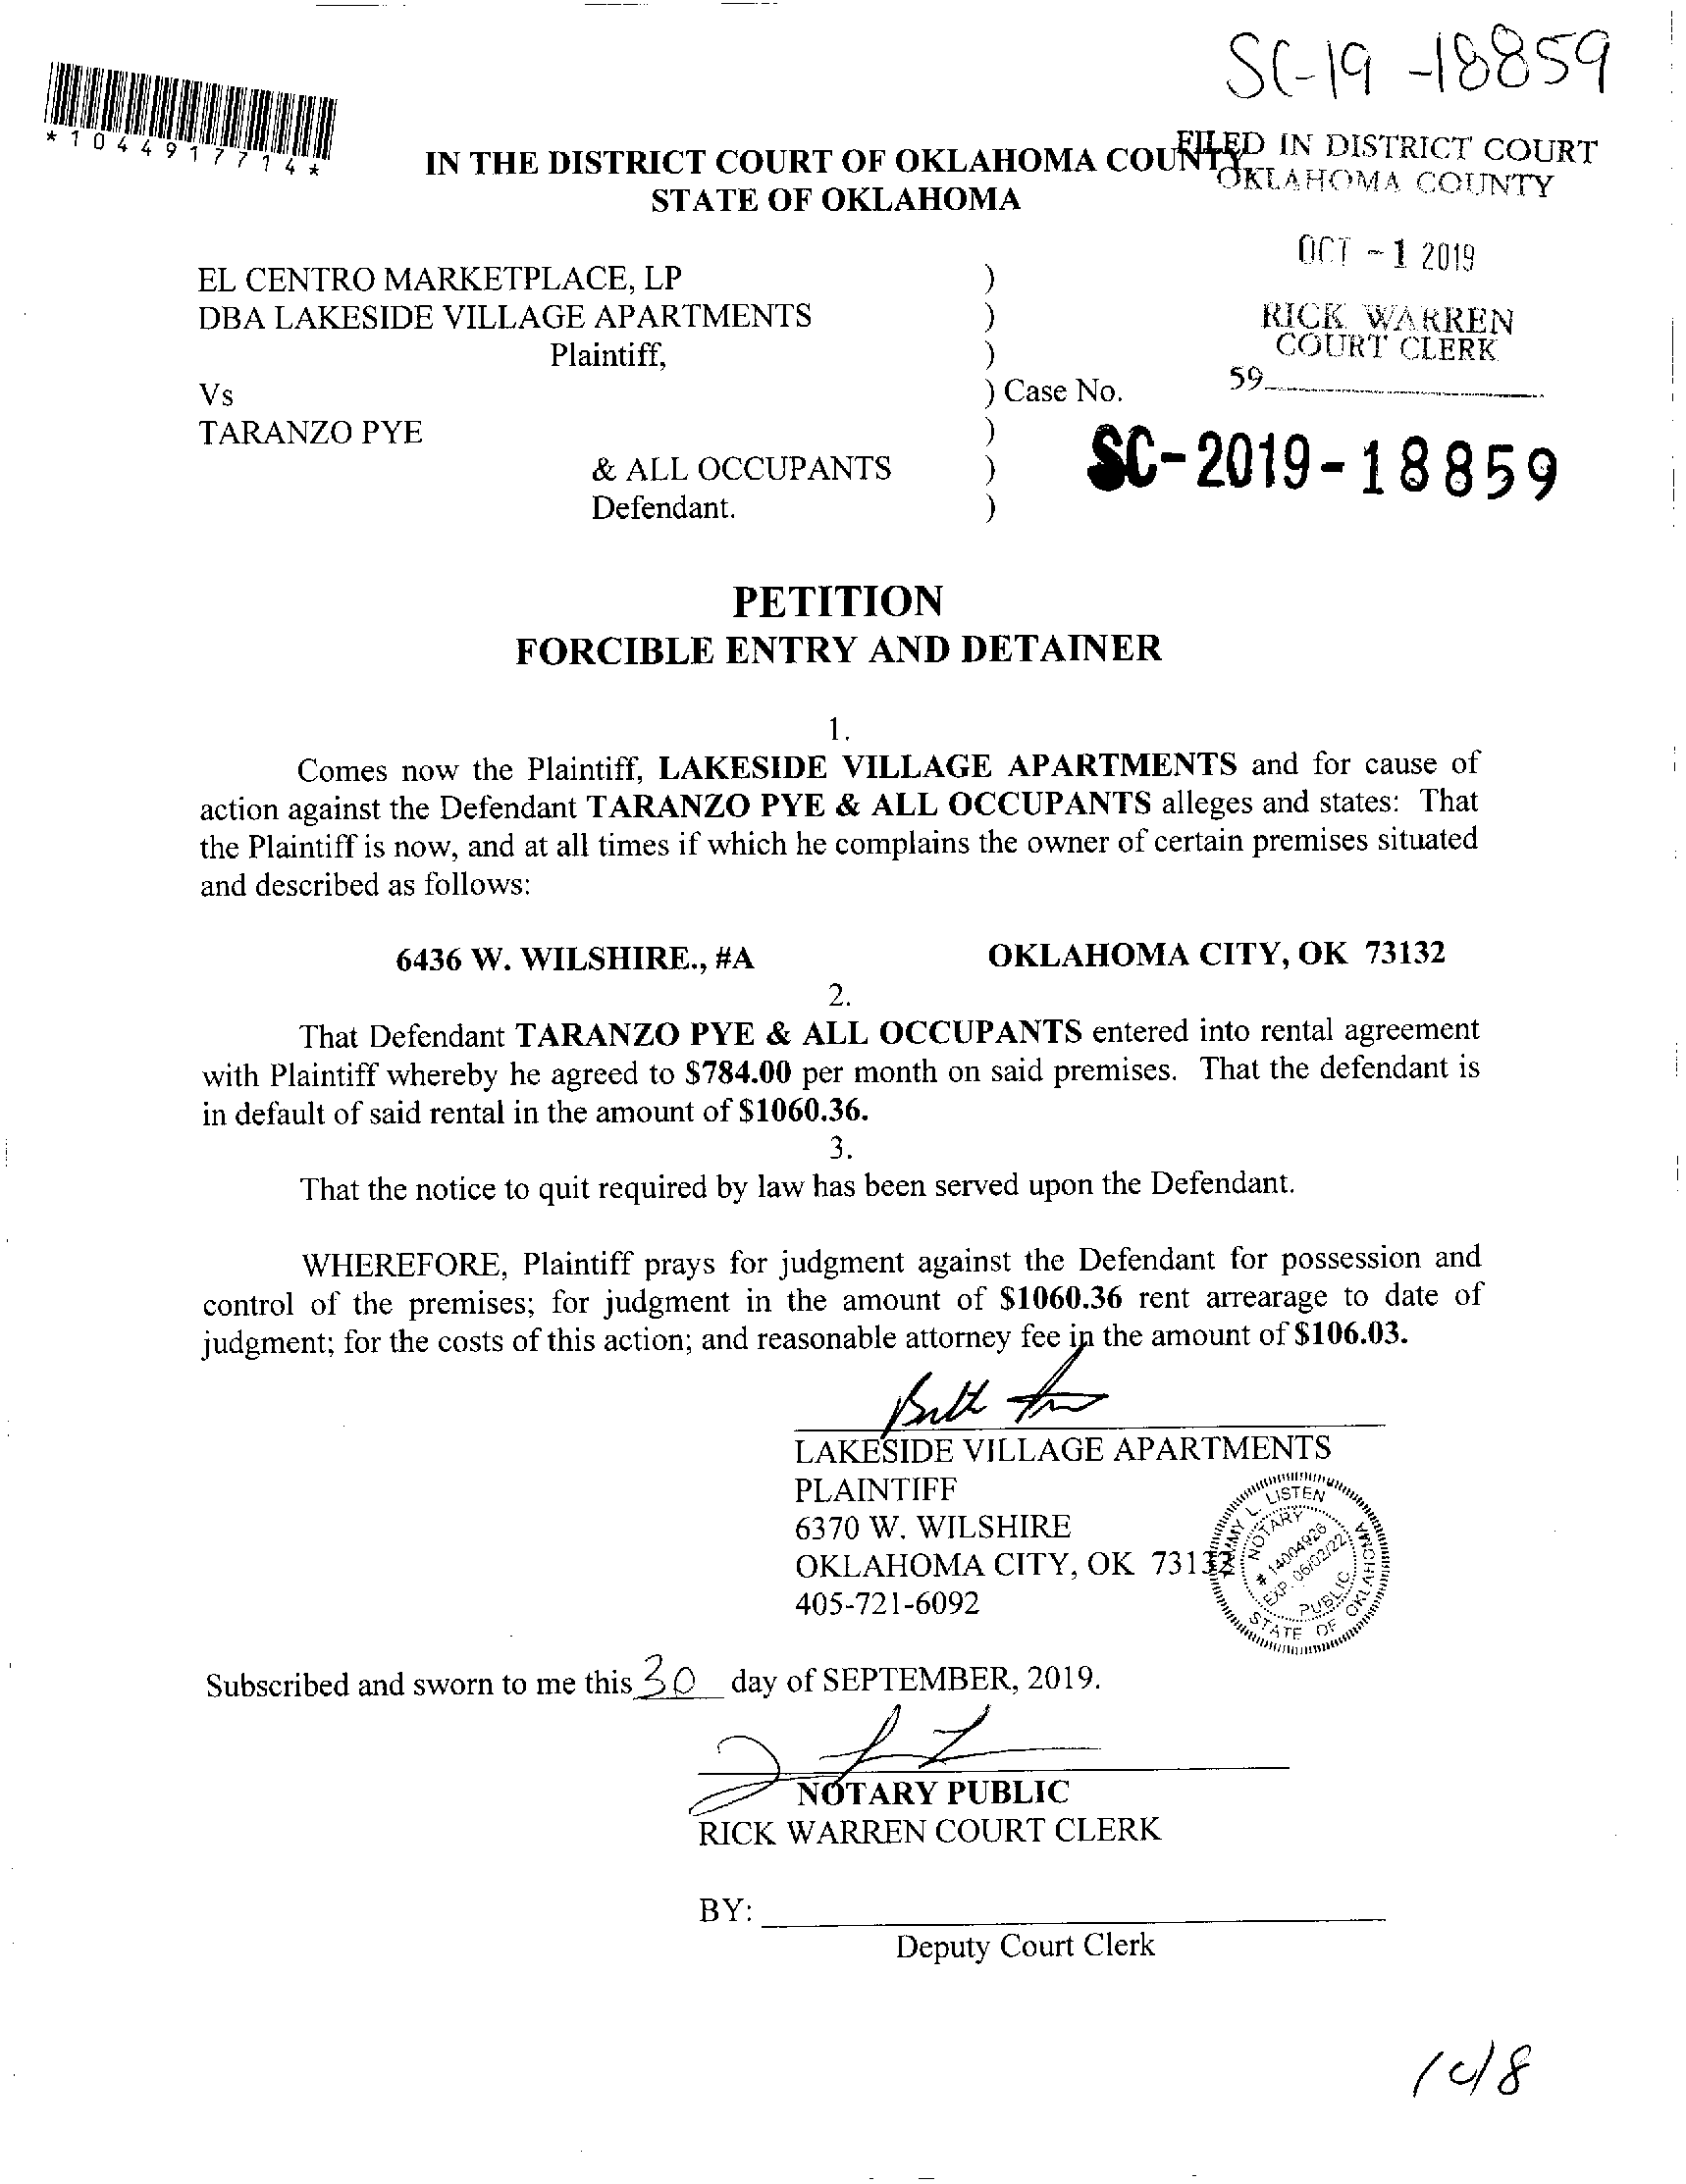 SC-19-18859
*1044917714*
FILED IN DISTRICT COURT
OKLAHOMA COUNTY
IN THE DISTRICT COURT OF OKLAHOMA COUNTY
STATE OF OKLAHOMA
OCT -1 2019
EL CENTRO MARKETPLACE, LP )
DBA LAKESIDE VILLAGE APARTMENTS )
RICK WARREN
COURT CLERK
Plaintiff, )
59
Vs ) Case No.
TARANZO PYE )
SC-2019-18859
& ALL OCCUPANTS )
Defendant. )
PETITION
FORCIBLE ENTRY AND DETAINER
1.
Comes now the Plaintiff, LAKESIDE VILLAGE APARTMENTS and for cause of
action against the Defendant TARANZO PYE & ALL OCCUPANTS alleges and states: That
the Plaintiff is now, and at all times if which he complains the owner of certain premises situated
and described as follows:
6436 W. WILSHIRE., #A OKLAHOMA CITY, OK 73132
2.
That Defendant TARANZO PYE & ALL OCCUPANTS entered into rental agreement
with Plaintiff whereby he agreed to $784.00 per month on said premises. That the defendant is
in default of said rental in the amount of $1060.36.
3.
That the notice to quit required by law has been served upon the Defendant.
WHEREFORE, Plaintiff prays for judgment against the Defendant for possession and
control of the premises; for judgment in the amount of $1060.36 rent arrearage to date of
judgment; for the costs of this action; and reasonable attorney fee in the amount of $106.03.
LAKESIDE VILLAGE APARTMENTS
PLAINTIFF
6370 W. WILSHIRE
OKLAHOMA CITY, OK 73132
405-721-6092
TAMMY L. LISTEN
NOTARY
# 14004926
EXP. 06/02/22
PUBLIC
STATE OF OKLAHOMA
Subscribed and sworn to me this 30 day of SEPTEMBER, 2019.
NOTARY PUBLIC
RICK WARREN COURT CLERK
BY:
Deputy Court Clerk